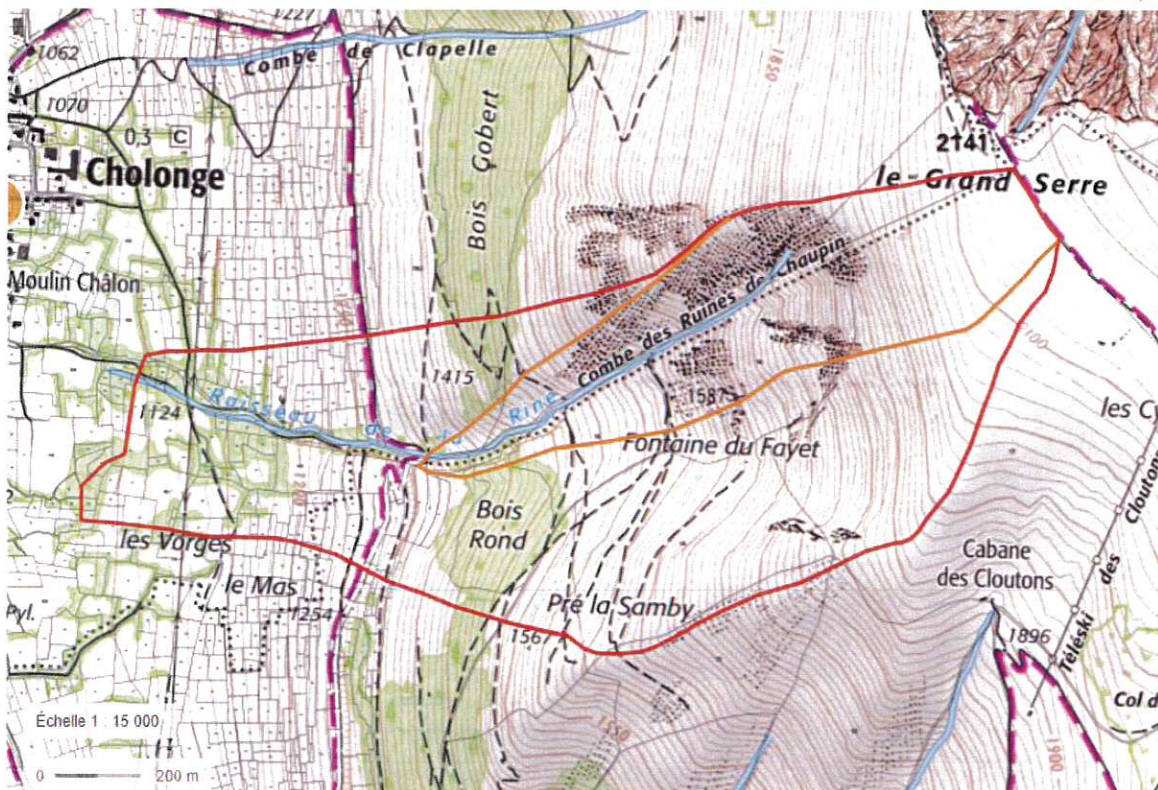 1227
1062
Combe de Clapelle
1850
1070
0,3 C
2141
Cholonge
le Grand Serre
Bois Gobert
Moulin Châlon
Combe des Ruines de Chaupin
2100
1415
1124
Ruisseau de la Rine
1587
les Cy
Fontaine du Fayet
Cloutons
Bois
Rond
les Vorges
Cabane
des Cloutons
des
le Mas
Pré la Samby
Pyl.
1254
1567
1896
Téléski
Col d
Échelle 1 : 15 000
1550
1900
0 200 m